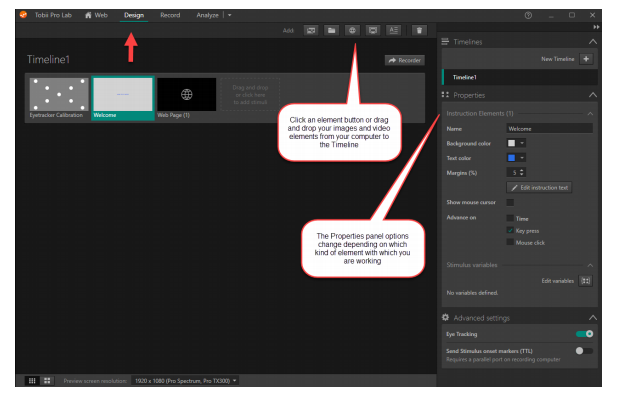 Tobii Pro Lab Web Design Record Analyze
Add:
Timelines
New Timeline
Timeline1
Recorder
Timeline1
Properties
Drag and drop
or click here
to add stimuli
Eyetracker Calibration Welcome Web Page (1)
Click an element button or drag
and drop your images and video
elements from your computer to
the Timeline
Instruction Elements (1)
Name Welcome
Background color
Text color
Margins (%) 5
Edit instruction text
Show mouse cursor
Advance on Time
Key press
Mouse click
The Properties panel options
change depending on which
kind of element with which you
are working
Stimulus variables
Edit variables
No variables defined.
Advanced settings
Eye Tracking
Send Stimulus onset
markers (TTL)
Requires a parallel port on recording computer
Preview screen resolution: 1920 x 1080 (Pro Spectrum, Pro TX300)